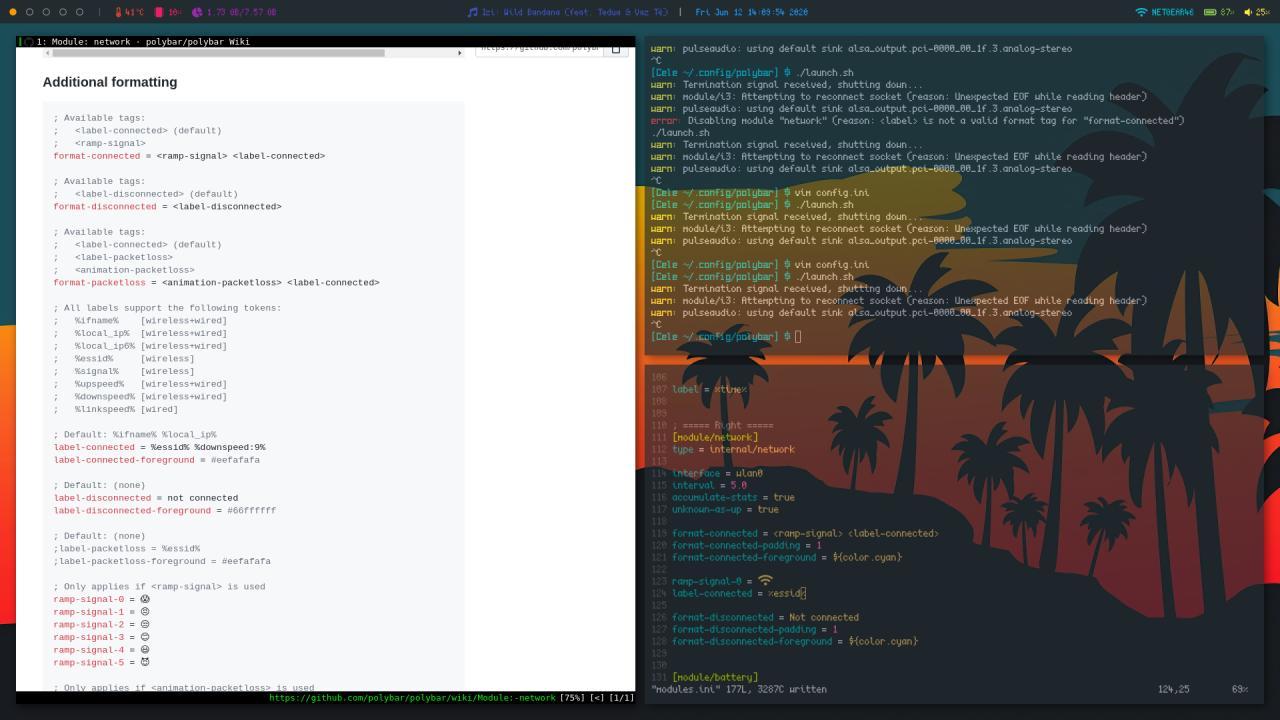 41°C
10%
1.73 GB/7.57 GB
Izi: Wild Bandana (feat. Tedua & Vaz Tè)
Fri Jun 12 14:09:54 2020
NETGEAR46
87%
25%
1: Module: network · polybar/polybar Wiki
Additional formatting
; Available tags:
;   <label-connected> (default)
;   <ramp-signal>
format-connected = <ramp-signal> <label-connected>
; Available tags:
;   <label-disconnected> (default)
format-disconnected = <label-disconnected>
; Available tags:
;   <label-connected> (default)
;   <label-packetloss>
;   <animation-packetloss>
format-packetloss = <animation-packetloss> <label-connected>
; All labels support the following tokens:
;   %ifname%    [wireless+wired]
;   %local_ip%  [wireless+wired]
;   %local_ip6% [wireless+wired]
;   %essid%     [wireless]
;   %signal%    [wireless]
;   %upspeed%   [wireless+wired]
;   %downspeed% [wireless+wired]
;   %linkspeed% [wired]
; Default: %ifname% %local_ip%
label-connected = %essid% %downspeed:9%
label-connected-foreground = #eefafafa
; Default: (none)
label-disconnected = not connected
label-disconnected-foreground = #66ffffff
; Default: (none)
;label-packetloss = %essid%
;label-packetloss-foreground = #eefafafa
; Only applies if <ramp-signal> is used
ramp-signal-0 = 😱
ramp-signal-1 = 😠
ramp-signal-2 = 😒
ramp-signal-3 = 😊
ramp-signal-4 = 😃
ramp-signal-5 = 😈
; Only applies if <animation-packetloss> is used
https://github.com/polybar/polybar/wiki/Module:-network [75%] [<] [1/1]
warn: pulseaudio: using default sink alsa_output.pci-0000_00_1f.3.analog-stereo
^C
[Cele ~/.config/polybar] $ ./launch.sh
warn: Termination signal received, shutting down...
warn: module/i3: Attempting to reconnect socket (reason: Unexpected EOF while reading header)
warn: pulseaudio: using default sink alsa_output.pci-0000_00_1f.3.analog-stereo
error: Disabling module "network" (reason: <label> is not a valid format tag for "format-connected")
./launch.sh
warn: Termination signal received, shutting down...
warn: module/i3: Attempting to reconnect socket (reason: Unexpected EOF while reading header)
warn: pulseaudio: using default sink alsa_output.pci-0000_00_1f.3.analog-stereo
^C
[Cele ~/.config/polybar] $ vim config.ini
[Cele ~/.config/polybar] $ ./launch.sh
warn: Termination signal received, shutting down...
warn: module/i3: Attempting to reconnect socket (reason: Unexpected EOF while reading header)
warn: pulseaudio: using default sink alsa_output.pci-0000_00_1f.3.analog-stereo
^C
[Cele ~/.config/polybar] $ vim config.ini
[Cele ~/.config/polybar] $ ./launch.sh
warn: Termination signal received, shutting down...
warn: module/i3: Attempting to reconnect socket (reason: Unexpected EOF while reading header)
warn: pulseaudio: using default sink alsa_output.pci-0000_00_1f.3.analog-stereo
^C
[Cele ~/.config/polybar] $
106
107 label = %time%
108
109
110 ; ===== Right =====
111 [module/network]
112 type = internal/network
113
114 interface = wlan0
115 interval = 5.0
116 accumulate-stats = true
117 unknown-as-up = true
118
119 format-connected = <ramp-signal> <label-connected>
120 format-connected-padding = 1
121 format-connected-foreground = ${color.cyan}
122
123 ramp-signal-0 =
124 label-connected = %essid%
125
126 format-disconnected = Not connected
127 format-disconnected-padding = 1
128 format-disconnected-foreground = ${color.cyan}
129
130
131 [module/battery]
"modules.ini" 177L, 3287C written 124,25 69%